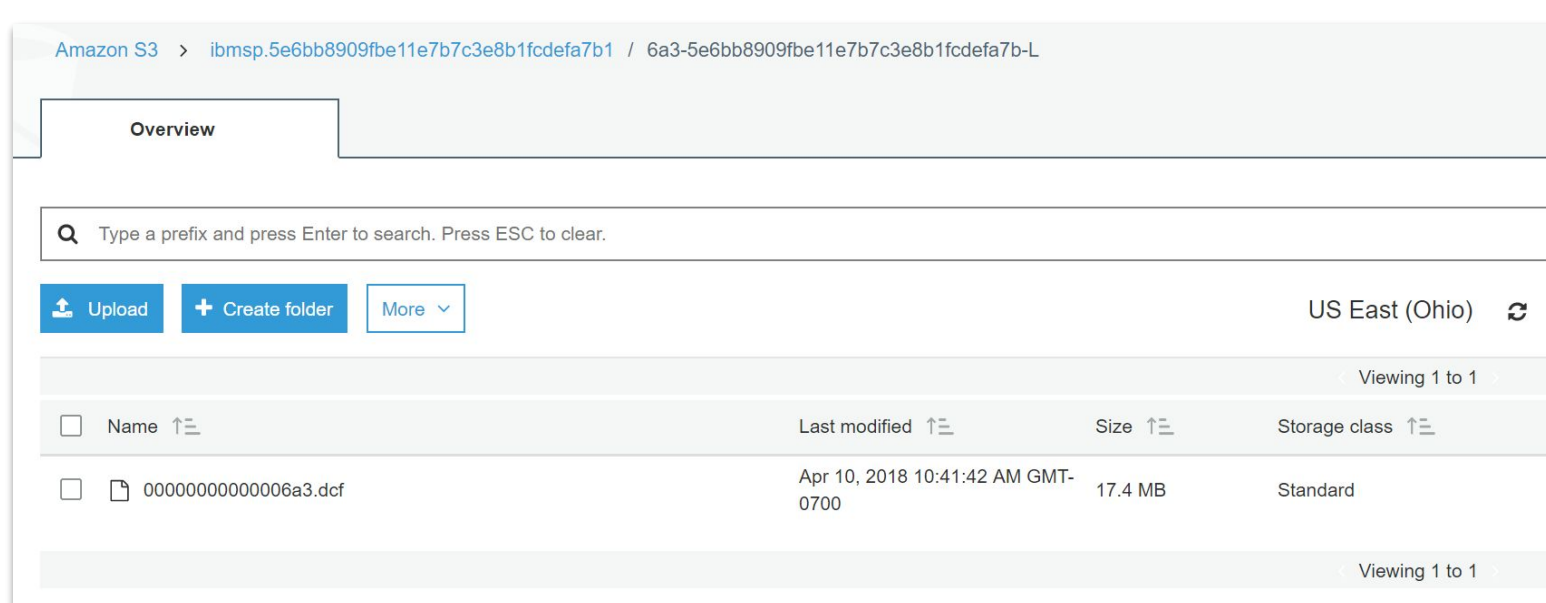 Amazon S3 > ibmsp.5e6bb8909fbe11e7b7c3e8b1fcdefa7b1 / 6a3-5e6bb8909fbe11e7b7c3e8b1fcdefa7b-L
Overview
Type a prefix and press Enter to search. Press ESC to clear.
Upload + Create folder More US East (Ohio)
Viewing 1 to 1
Name Last modified Size Storage class
00000000000006a3.dcf Apr 10, 2018 10:41:42 AM GMT-0700 17.4 MB Standard
Viewing 1 to 1